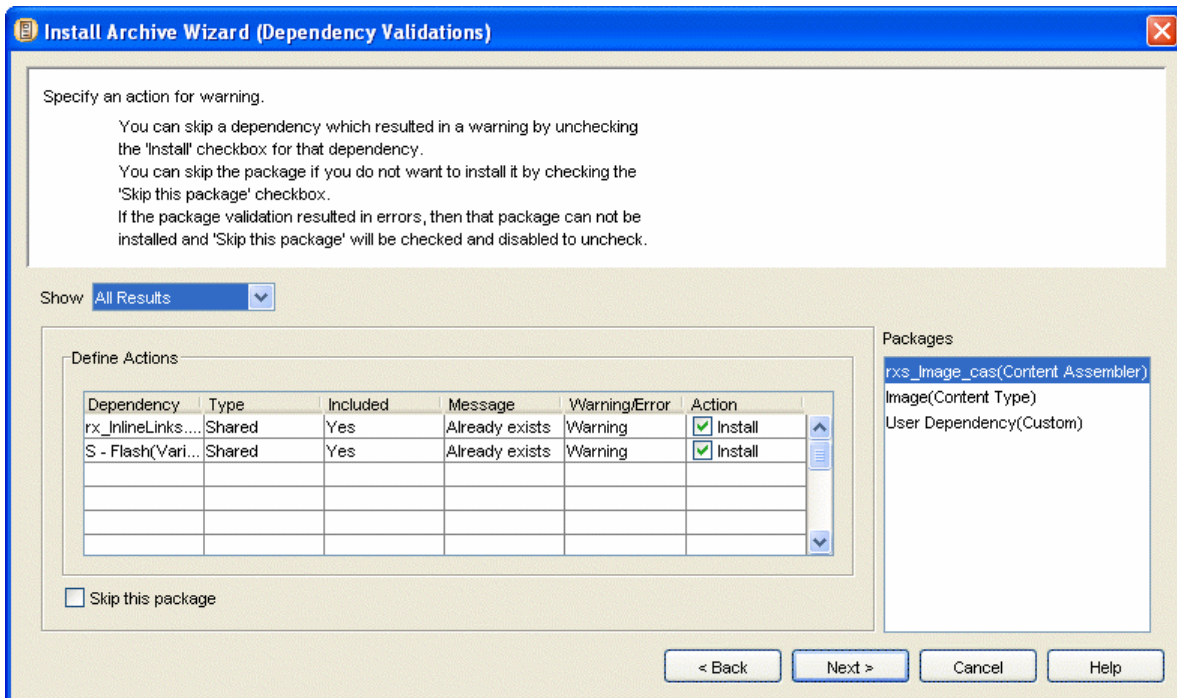 Install Archive Wizard (Dependency Validations)
Specify an action for warning.
You can skip a dependency which resulted in a warning by unchecking
the 'Install' checkbox for that dependency.
You can skip the package if you do not want to install it by checking the
'Skip this package' checkbox.
If the package validation resulted in errors, then that package can not be
installed and 'Skip this package' will be checked and disabled to uncheck.
Show All Results
Define Actions
Dependency Type Included Message Warning/Error Action
rx_InlineLinks.... Shared Yes Already exists Warning Install
S - Flash(Vari... Shared Yes Already exists Warning Install
Skip this package
Packages
rxs_Image_cas(Content Assembler)
Image(Content Type)
User Dependency(Custom)
< Back Next > Cancel Help